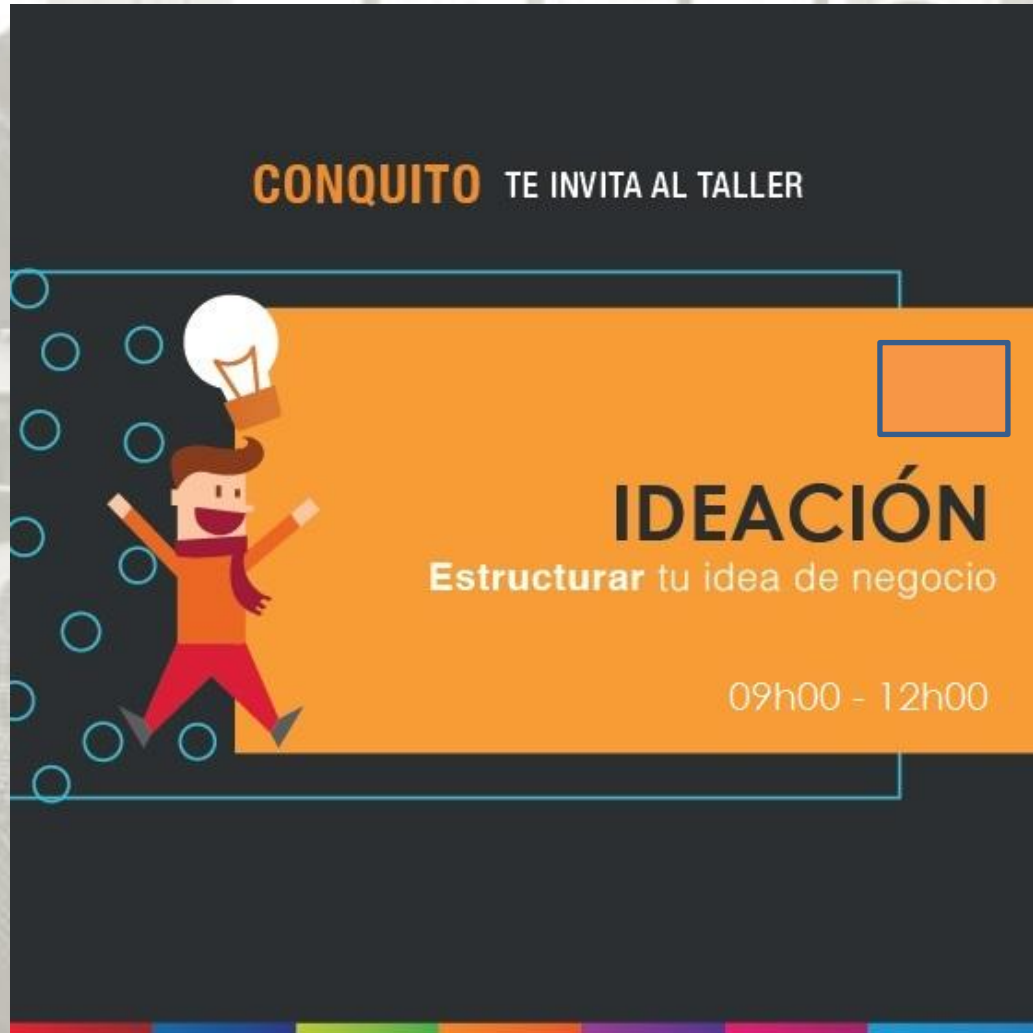 CONQUITO TE INVITA AL TALLER
IDEACIÓN
Estructurar tu idea de negocio
09h00 - 12h00